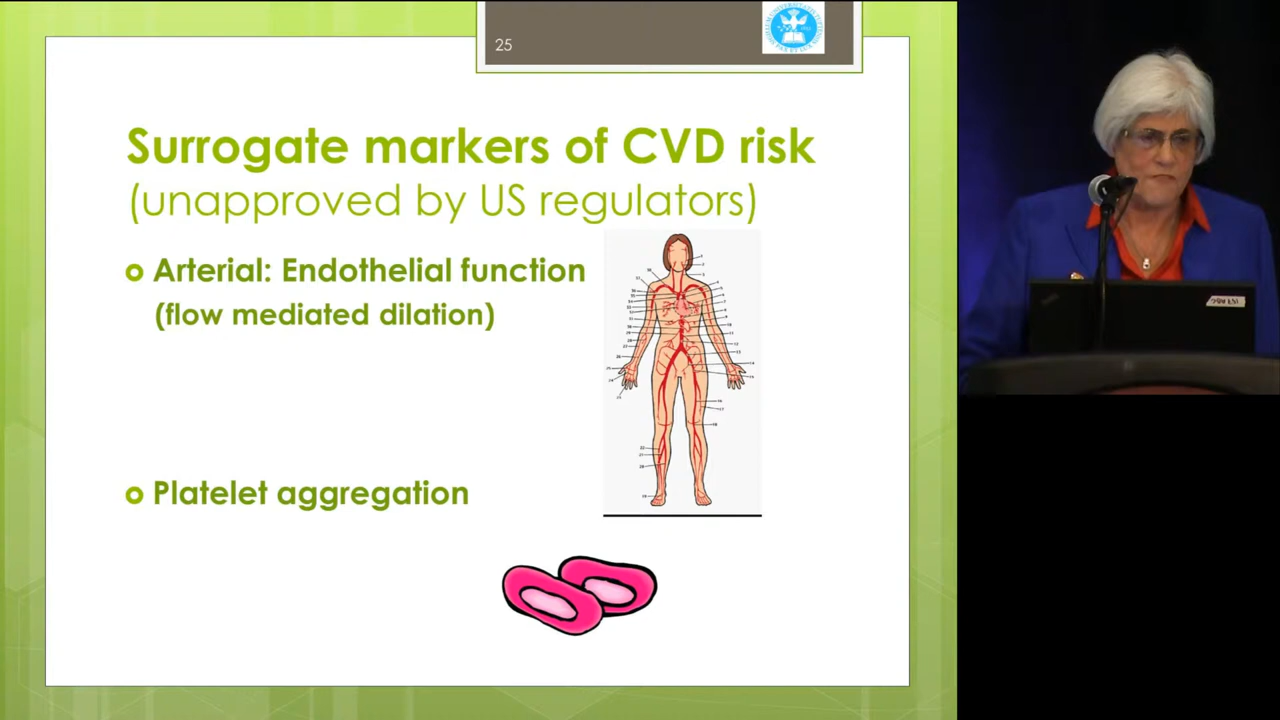 25
Surrogate markers of CVD risk
(unapproved by US regulators)
Arterial: Endothelial function
(flow mediated dilation)
Platelet aggregation